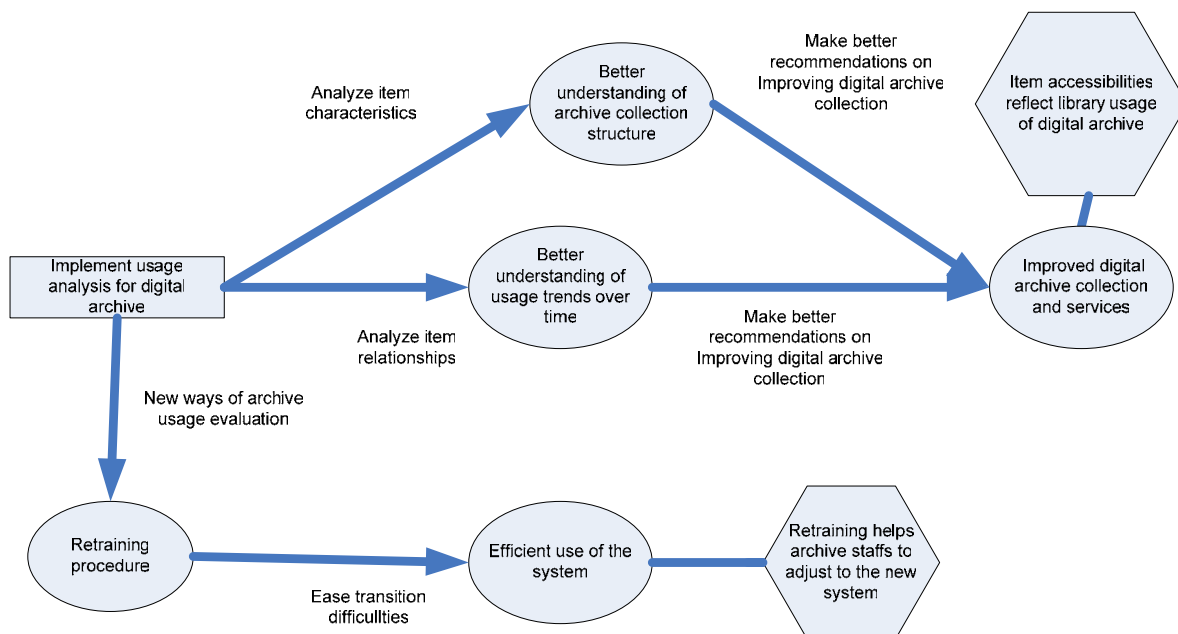 Analyze item
characteristics
Better
understanding of
archive collection
structure
Make better
recommendations on
Improving digital archive
collection
Item accessibilities
reflect library usage
of digital archive
Implement usage
analysis for digital
archive
Better
understanding of
usage trends over
time
Analyze item
relationships
Make better
recommendations on
Improving digital archive
collection
Improved digital
archive collection
and services
New ways of archive
usage evaluation
Retraining
procedure
Ease transition
difficullties
Efficient use of the
system
Retraining helps
archive staffs to
adjust to the new
system